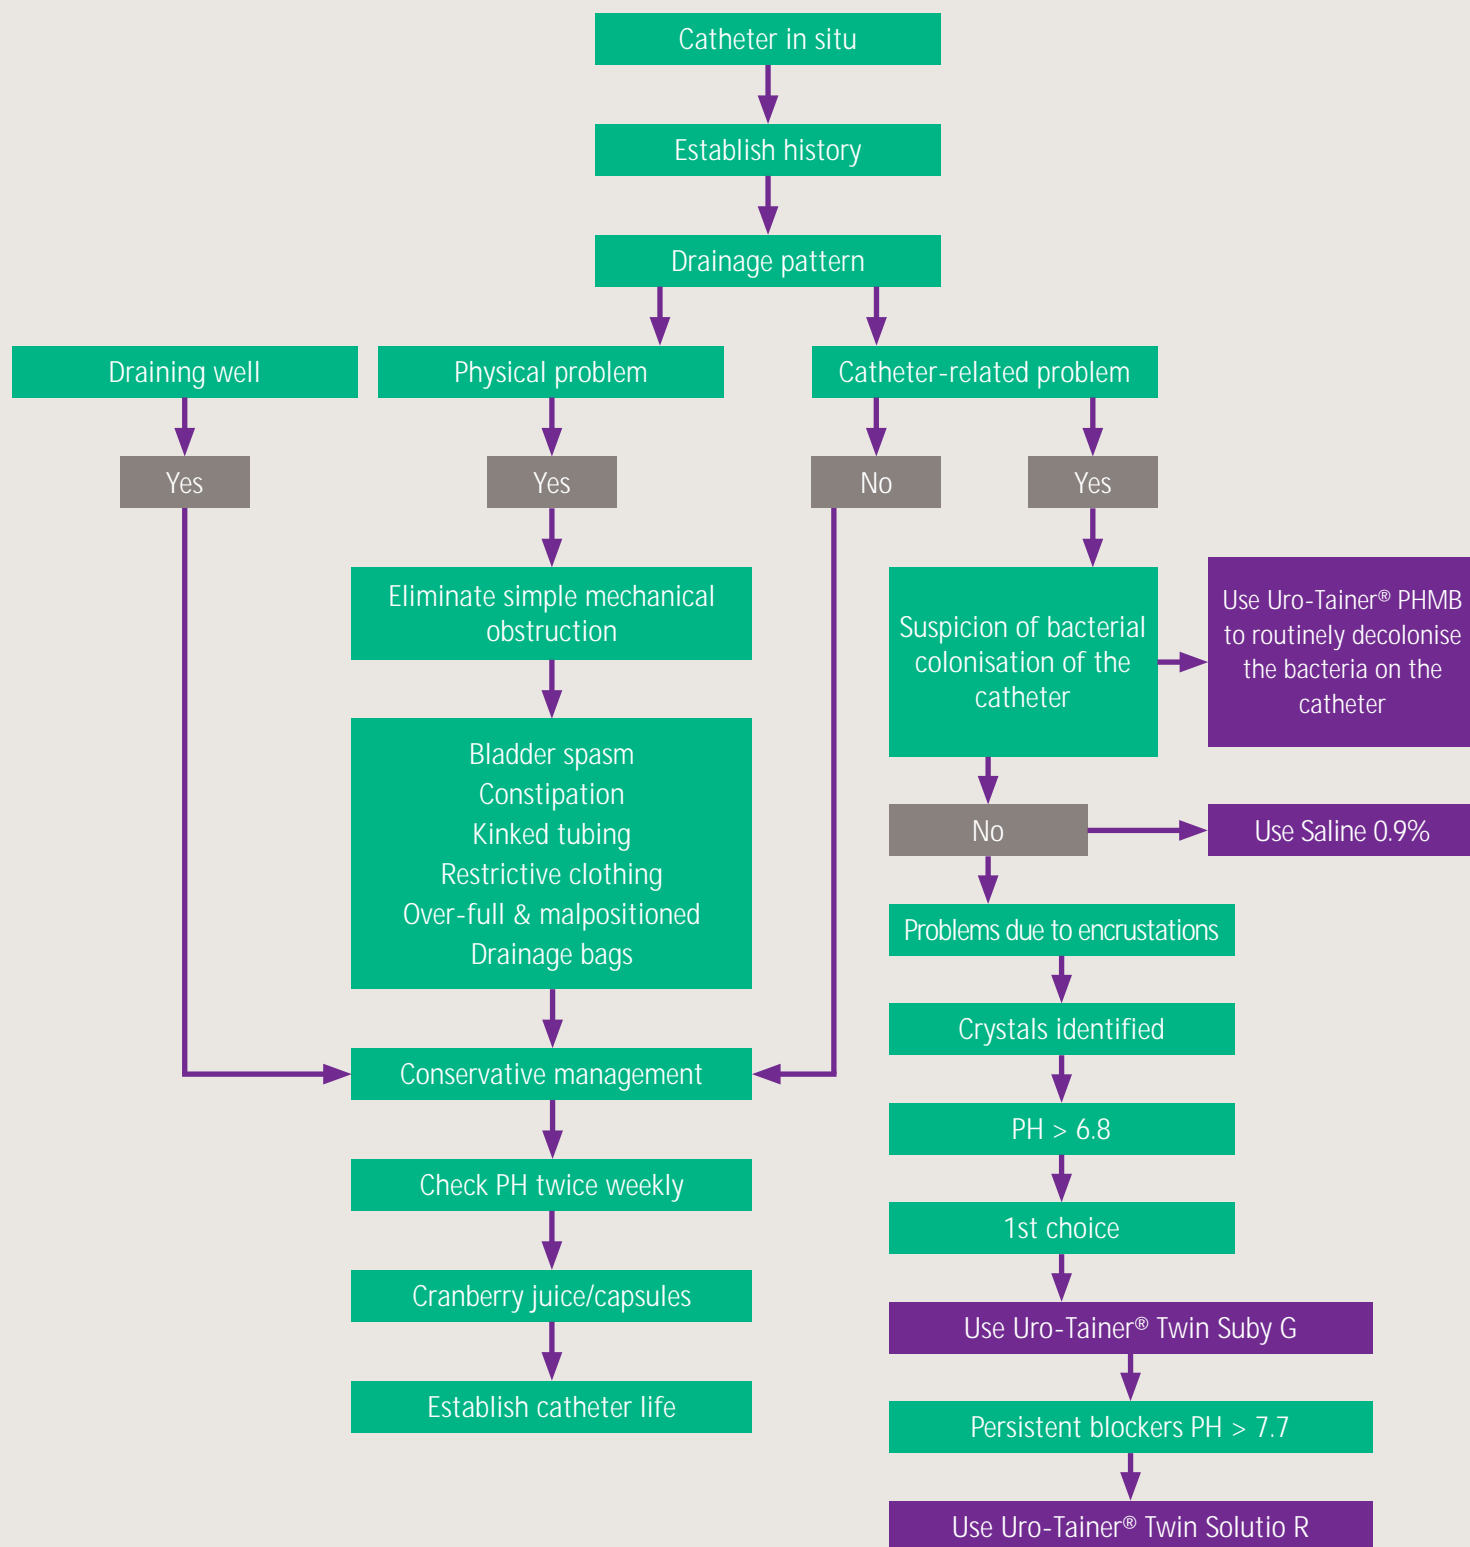 Catheter in situ
Establish history
Drainage pattern
Draining well
Physical problem
Catheter-related problem
Yes
Yes
No
Yes
Eliminate simple mechanical
obstruction
Suspicion of bacterial
colonisation of the
catheter
Use Uro-Tainer® PHMB
to routinely decolonise
the bacteria on the
catheter
Bladder spasm
Constipation
Kinked tubing
Restrictive clothing
Over-full & malpositioned
Drainage bags
No
Use Saline 0.9%
Problems due to encrustations
Crystals identified
Conservative management
PH > 6.8
Check PH twice weekly
1st choice
Cranberry juice/capsules
Use Uro-Tainer® Twin Suby G
Establish catheter life
Persistent blockers PH > 7.7
Use Uro-Tainer® Twin Solutio R